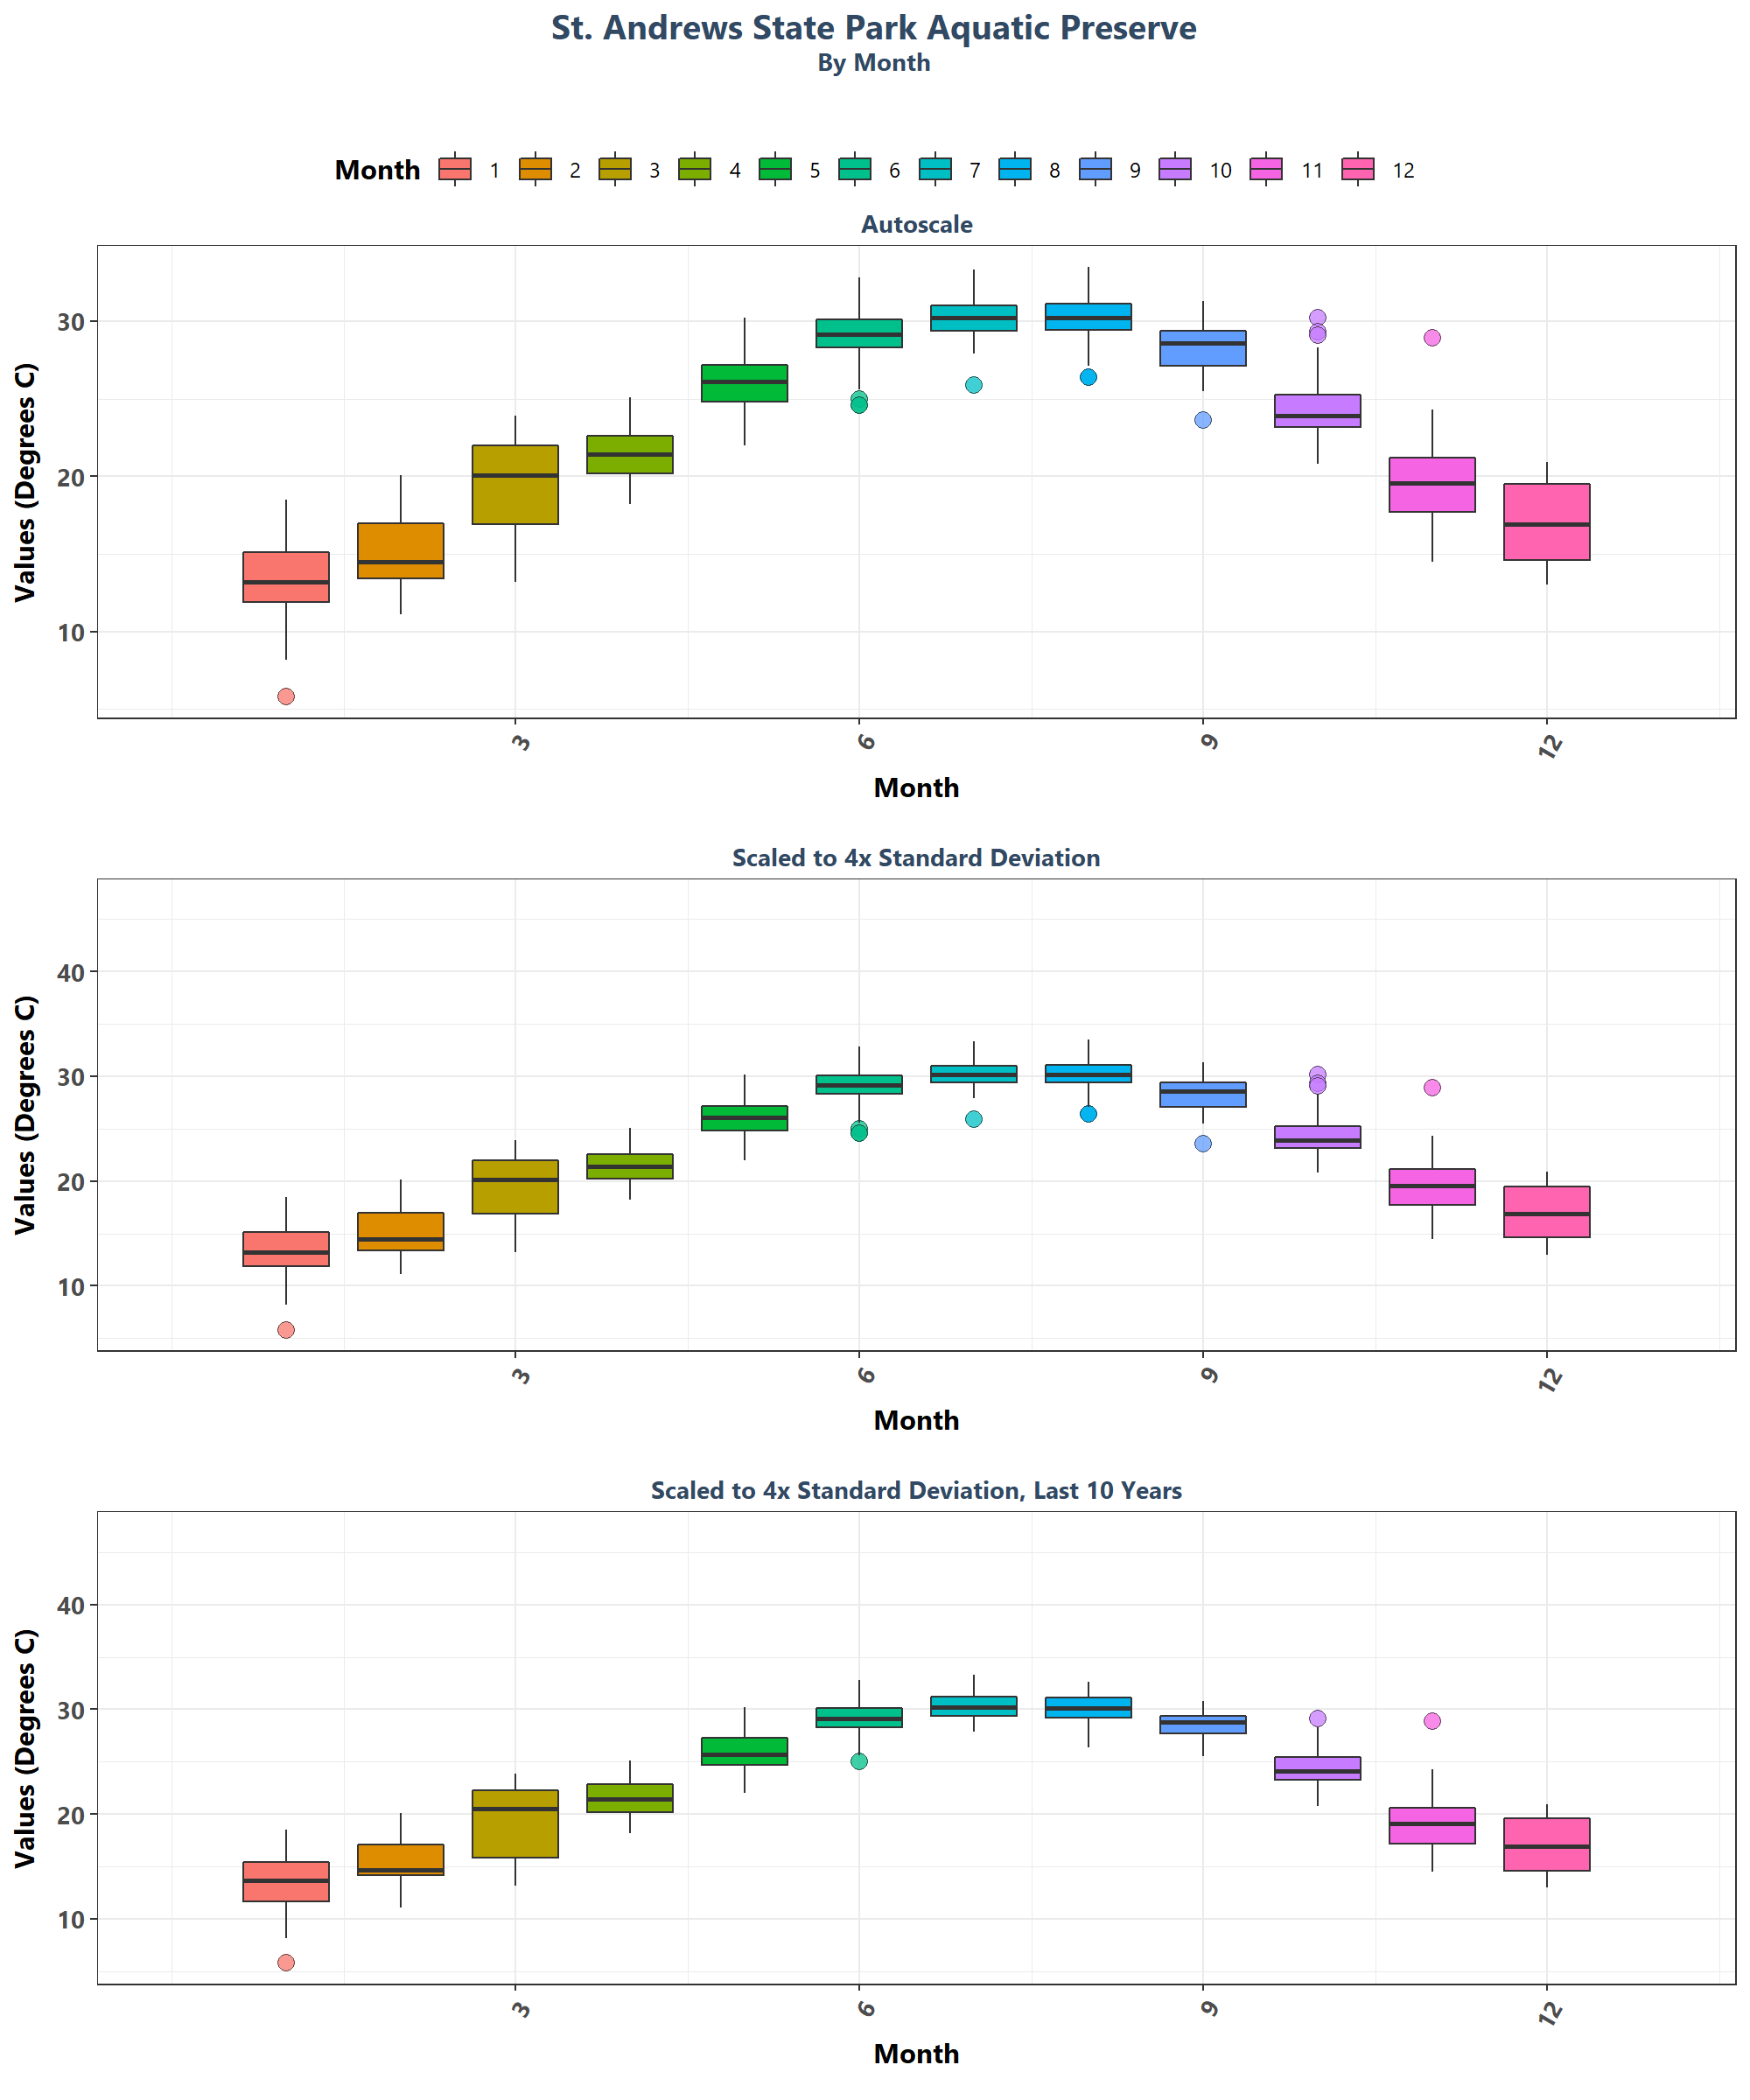 St. Andrews State Park Aquatic Preserve
By Month
Month 1 2 3 4 5 6 7 8 9 10 11 12
Autoscale
Values (Degrees C)
30
20
10
3 6 9 12
Month
Scaled to 4x Standard Deviation
Values (Degrees C)
40
30
20
10
3 6 9 12
Month
Scaled to 4x Standard Deviation, Last 10 Years
Values (Degrees C)
40
30
20
10
3 6 9 12
Month